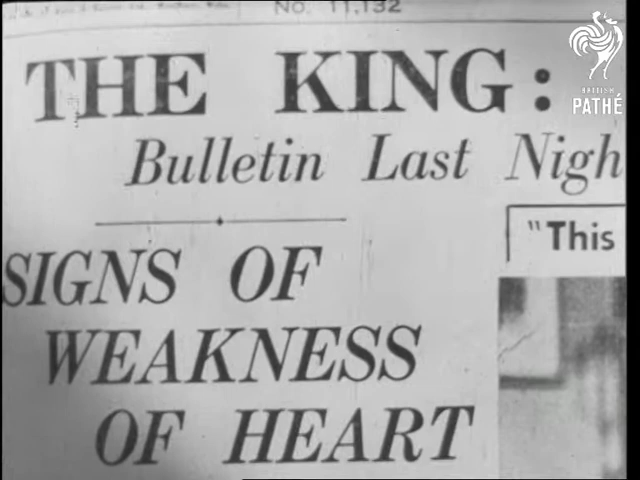 No. 11,132
THE KING:
Bulletin Last Nigh
"This
SIGNS OF
WEAKNESS
OF HEART
BRITISH
PATHÉ